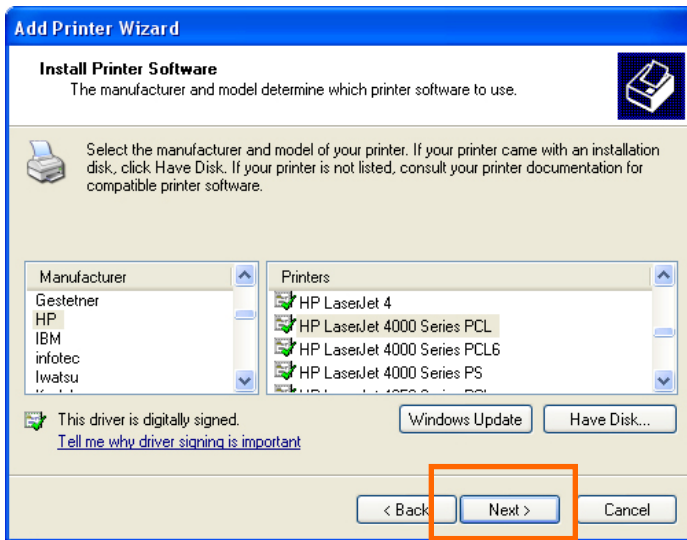 Add Printer Wizard
Install Printer Software
The manufacturer and model determine which printer software to use.
Select the manufacturer and model of your printer. If your printer came with an installation
disk, click Have Disk. If your printer is not listed, consult your printer documentation for
compatible printer software.
Manufacturer
Gestetner
HP
IBM
infotec
Iwatsu
Printers
HP LaserJet 4
HP LaserJet 4000 Series PCL
HP LaserJet 4000 Series PCL6
HP LaserJet 4000 Series PS
This driver is digitally signed.
Tell me why driver signing is important
Windows Update
Have Disk...
< Back
Next >
Cancel